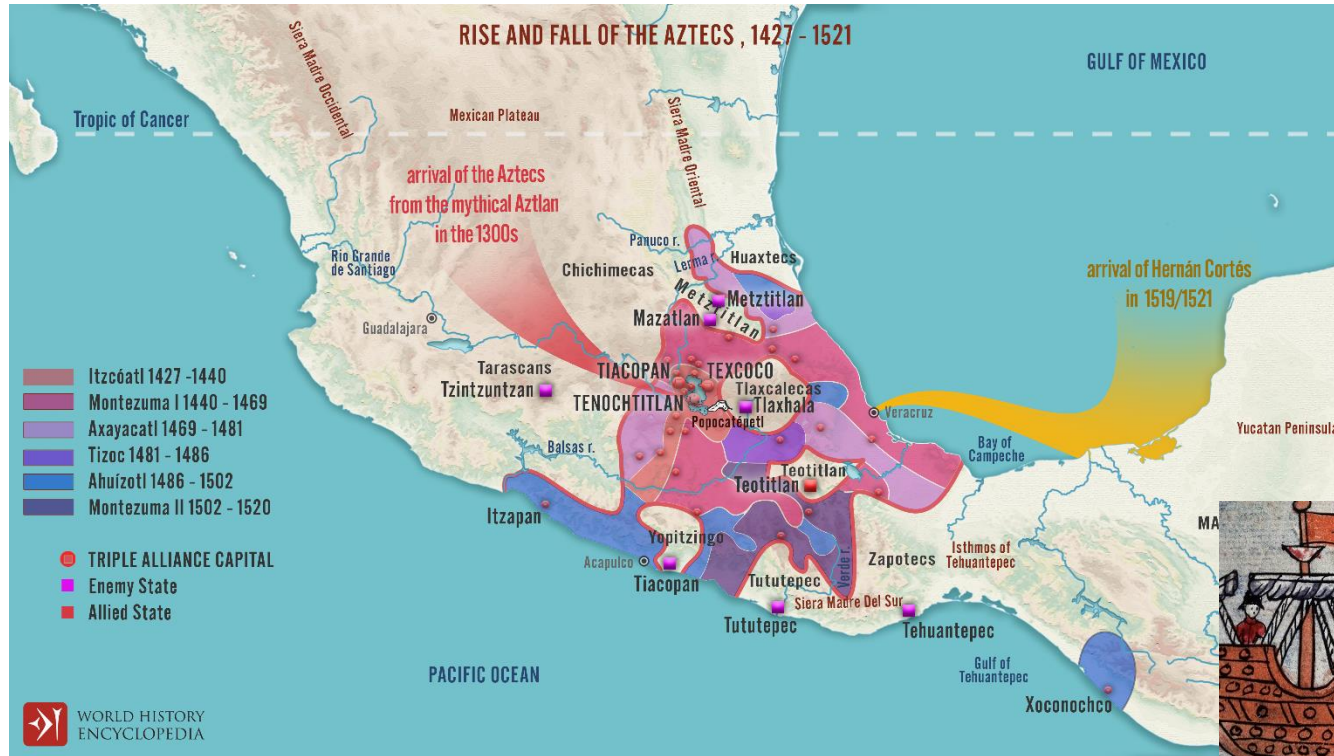 RISE AND FALL OF THE AZTECS , 1427 - 1521
GULF OF MEXICO
Siera Madre Occidental
Mexican Plateau
Siera Madre Oriental
Tropic of Cancer
arrival of the Aztecs
from the mythical Aztlan
in the 1300s
Panuco r.
Lerma r.
Huaxtecs
Rio Grande
de Santiago
Chichimecas
Metztitlan
Metztitlan
Mazatlan
arrival of Hernán Cortés
in 1519/1521
Guadalajara
Tarascans
Tzintzuntzan
TIACOPAN
TEXCOCO
Tlaxcalecas
Tlaxhala
TENOCHTITLAN
Popocatépetl
Veracruz
Yucatan Peninsula
Balsas r.
Bay of
Campeche
Teotitlan
Teotitlan
Itzapan
Yopitzingo
Acapulco
Tiacopan
Tututepec
Verde r.
Zapotecs
Isthmos of
Tehuantepec
MA
Siera Madre Del Sur
Tututepec
Tehuantepec
Gulf of
Tehuantepec
Xoconochco
PACIFIC OCEAN
Itzcóatl 1427 -1440
Montezuma I 1440 - 1469
Axayacatl 1469 - 1481
Tizoc 1481 - 1486
Ahuízotl 1486 - 1502
Montezuma II 1502 - 1520
TRIPLE ALLIANCE CAPITAL
Enemy State
Allied State
WORLD HISTORY
ENCYCLOPEDIA